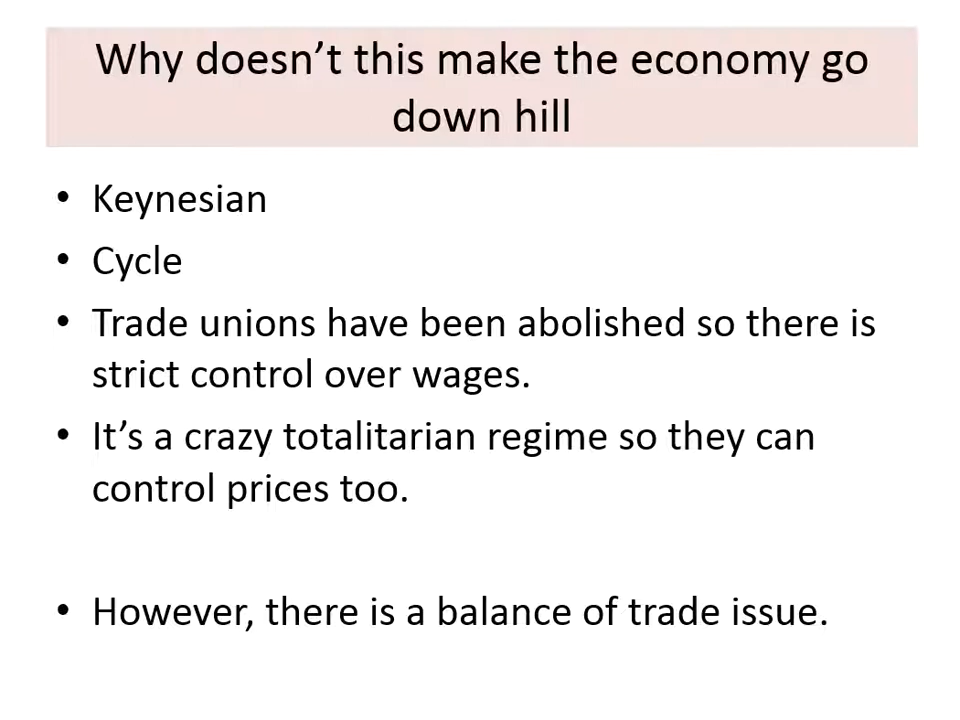 Why doesn’t this make the economy go
down hill
• Keynesian
• Cycle
• Trade unions have been abolished so there is
strict control over wages.
• It’s a crazy totalitarian regime so they can
control prices too.
• However, there is a balance of trade issue.